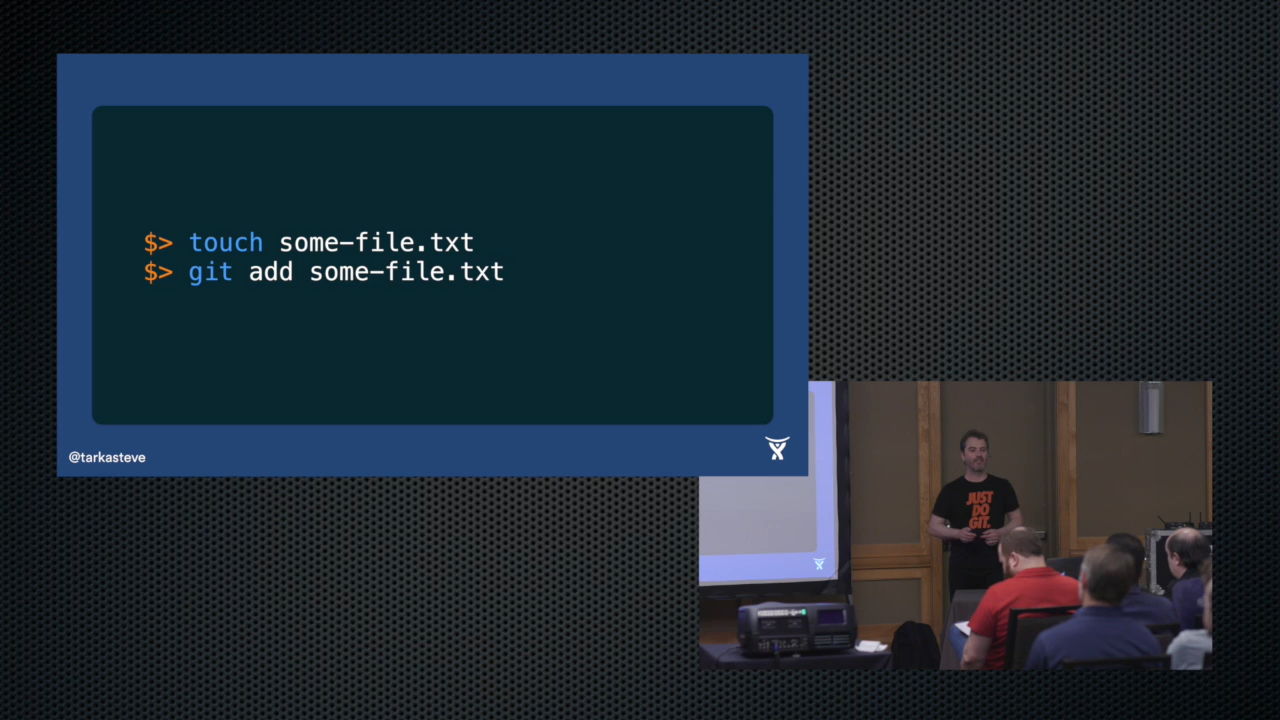 $> touch some-file.txt
$> git add some-file.txt
@tarkasteve
JUST
DO
GIT.